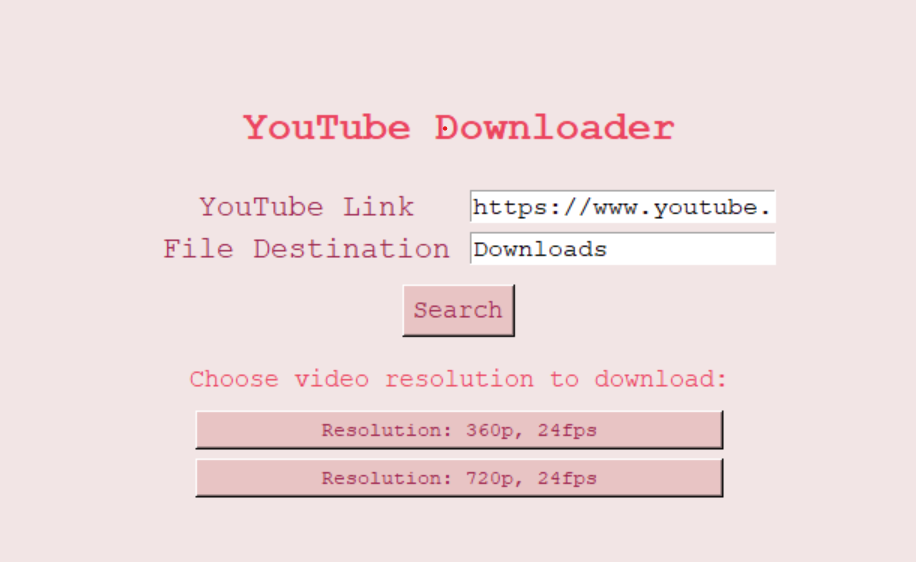 YouTube Downloader
YouTube Link https://www.youtube.
File Destination Downloads
Search
Choose video resolution to download:
Resolution: 360p, 24fps
Resolution: 720p, 24fps